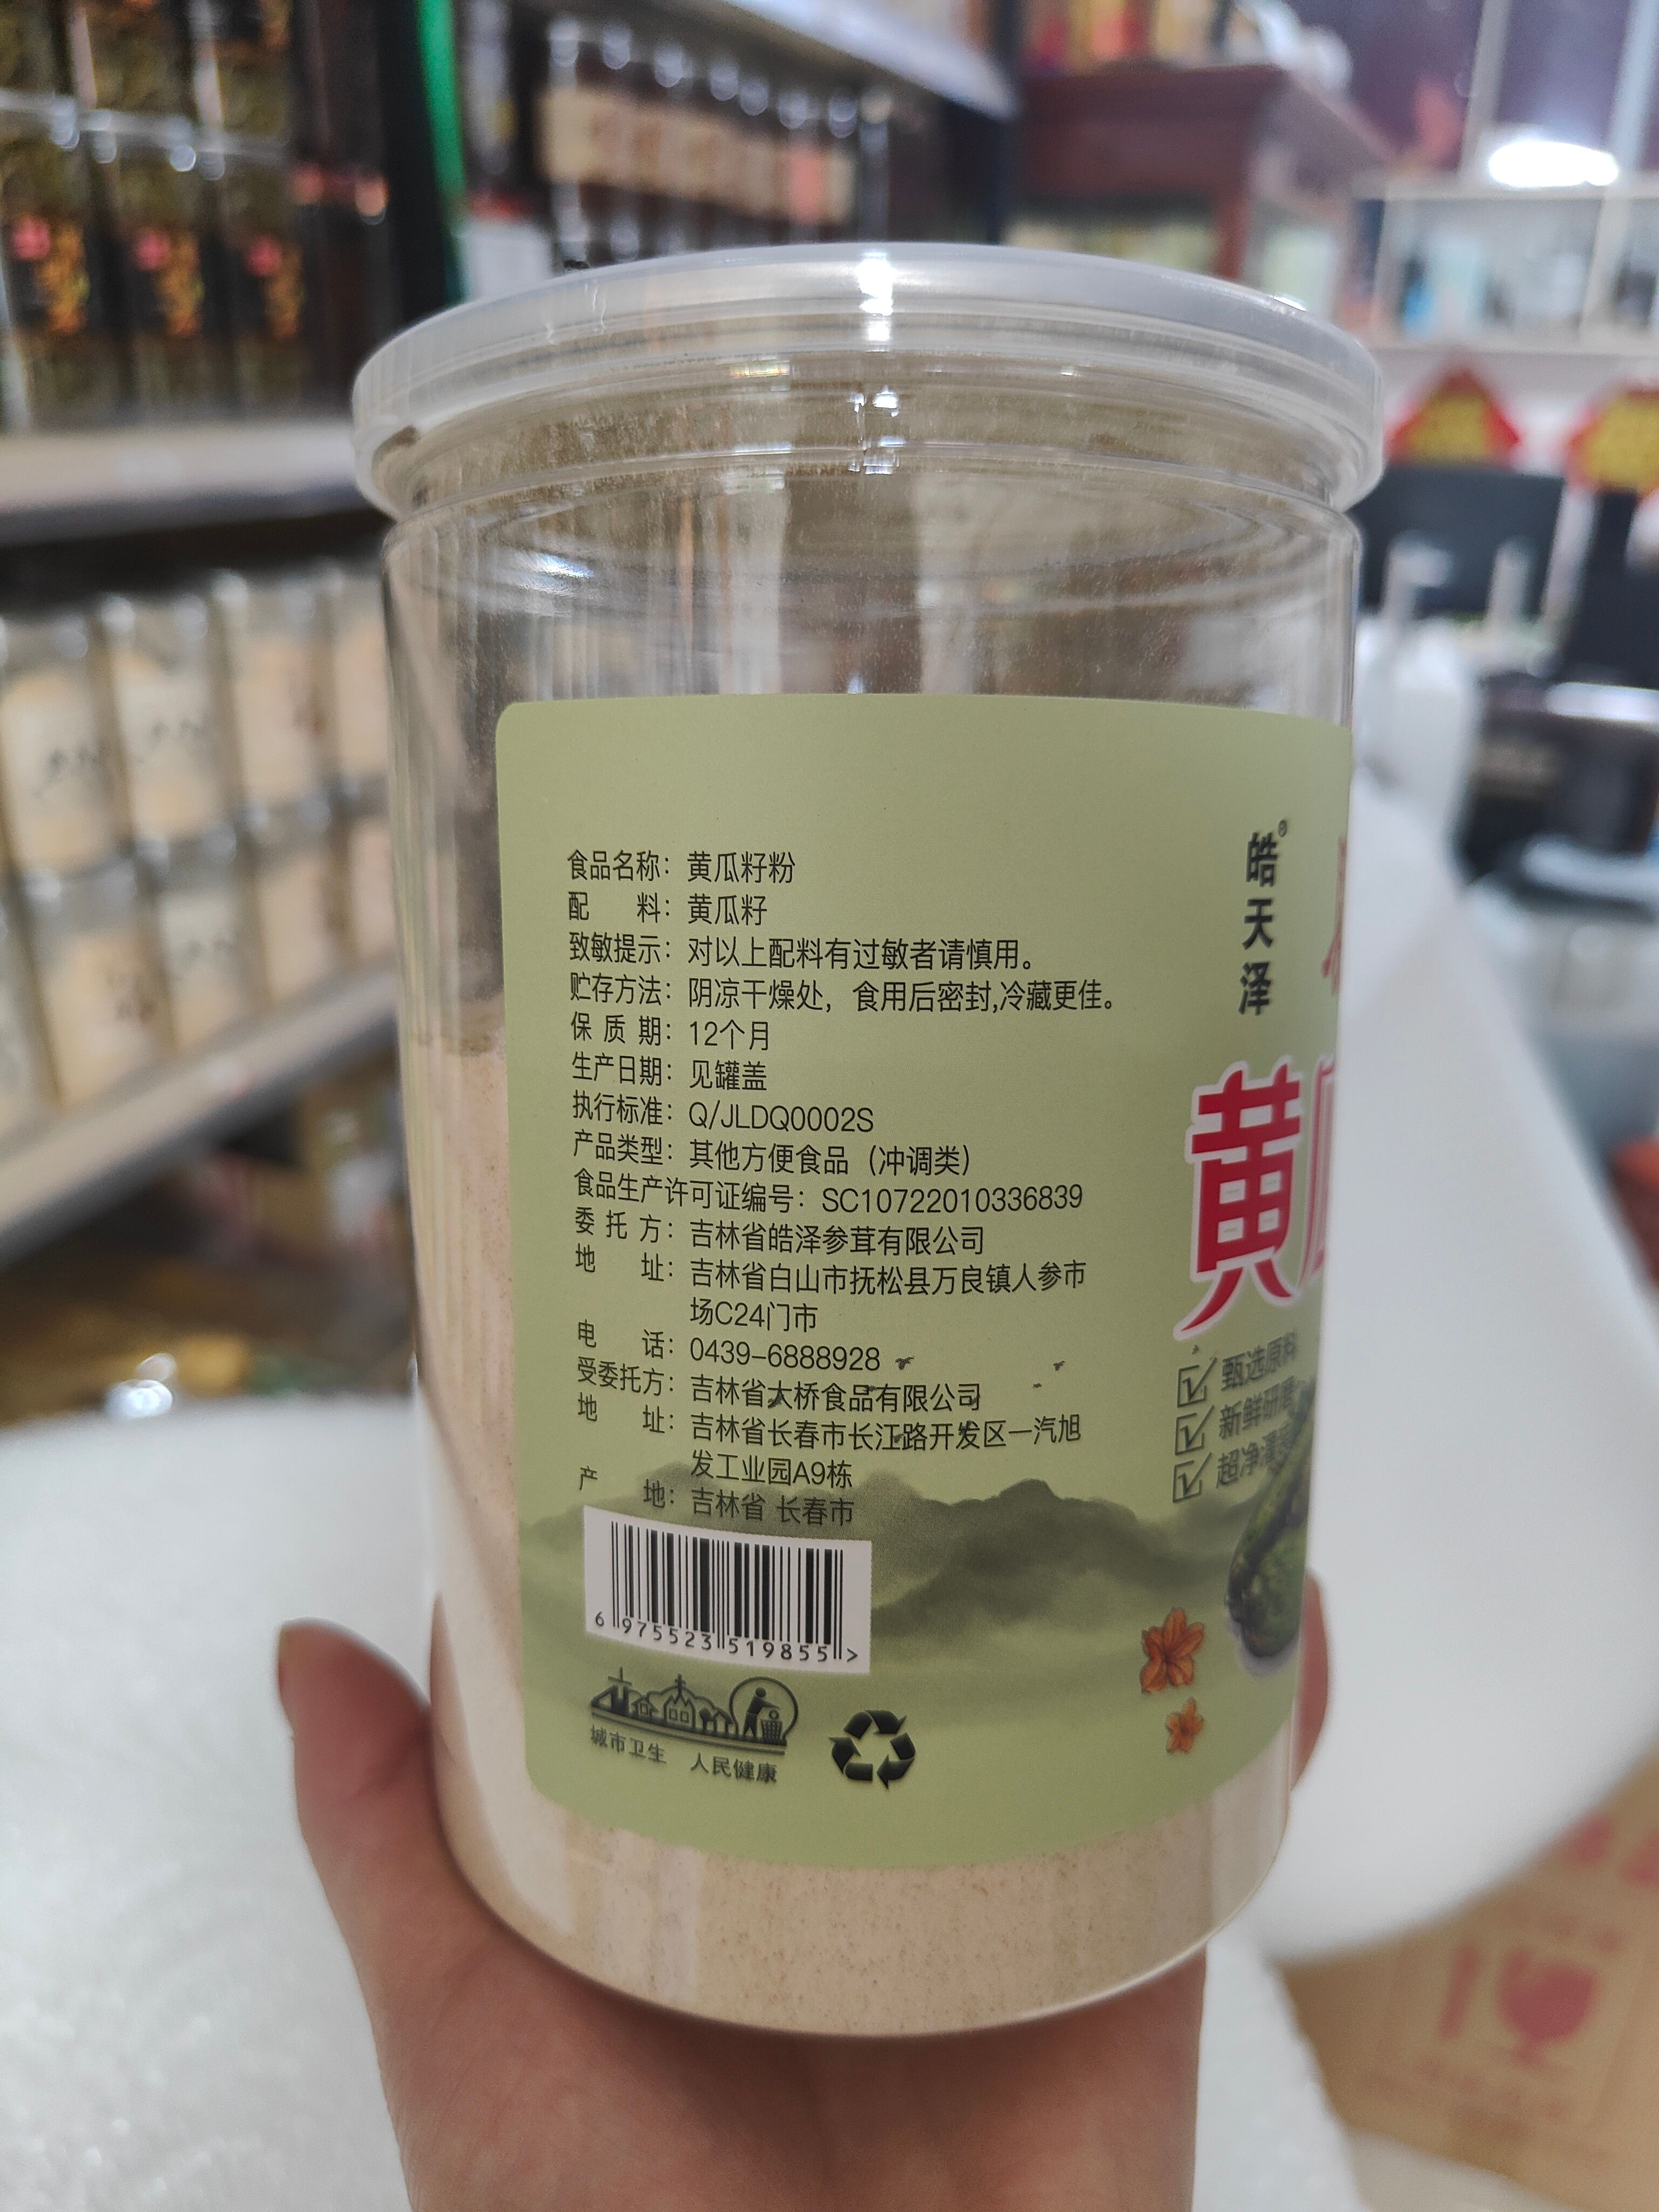 食品名称：黄瓜籽粉
配料：黄瓜籽
致敏提示：对以上配料有过敏者请慎用。
贮存方法：阴凉干燥处，食用后密封,冷藏更佳。
保质期：12个月
生产日期：见罐盖
执行标准：Q/JLDQ0002S
产品类型：其他方便食品（冲调类）
食品生产许可证编号：SC10722010336839
委托方：吉林省皓泽参茸有限公司
地址：吉林省白山市抚松县万良镇人参市
场C24门市
电话：0439-6888928
受委托方：吉林省大桥食品有限公司
地址：吉林省长春市长江路开发区一汽旭
发工业园A9栋
产地：吉林省 长春市
6 975523 519855 >
城市卫生 人民健康
皓天泽®
黄
甄选原料
新鲜研磨
超净